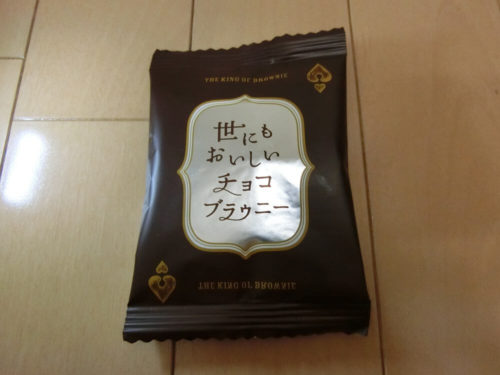 THE KING OF BROWNIE
世にも
おいしい
チョコ
ブラウニー
THE KING OF BROWNIE